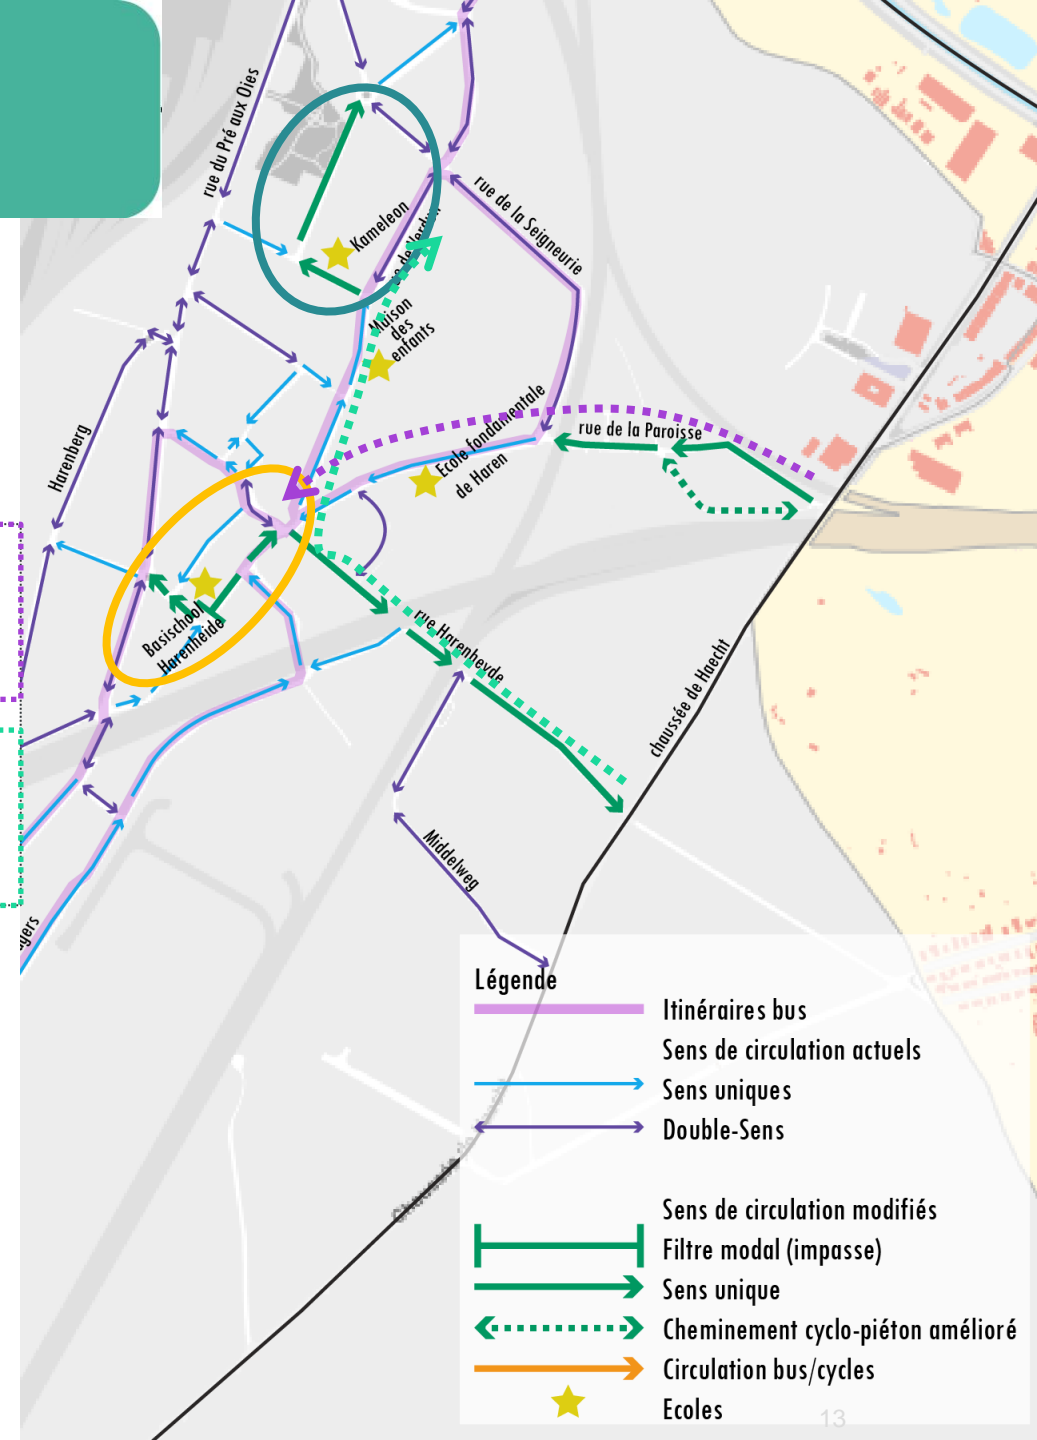 rue du Pré aux Oies
rue de la Seigneurie
Kameleon
de Verdun
Maison
des
enfants
Harenberg
Ecole fondamentale
de Haren
rue de la Paroisse
Basischool
Harenheide
rue Harenheyde
chaussée de Haecht
Middelweg
Légende
Itinéraires bus
Sens de circulation actuels
Sens uniques
Double-Sens
Sens de circulation modifiés
Filtre modal (impasse)
Sens unique
Cheminement cyclo-piéton amélioré
Circulation bus/cycles
Ecoles
13